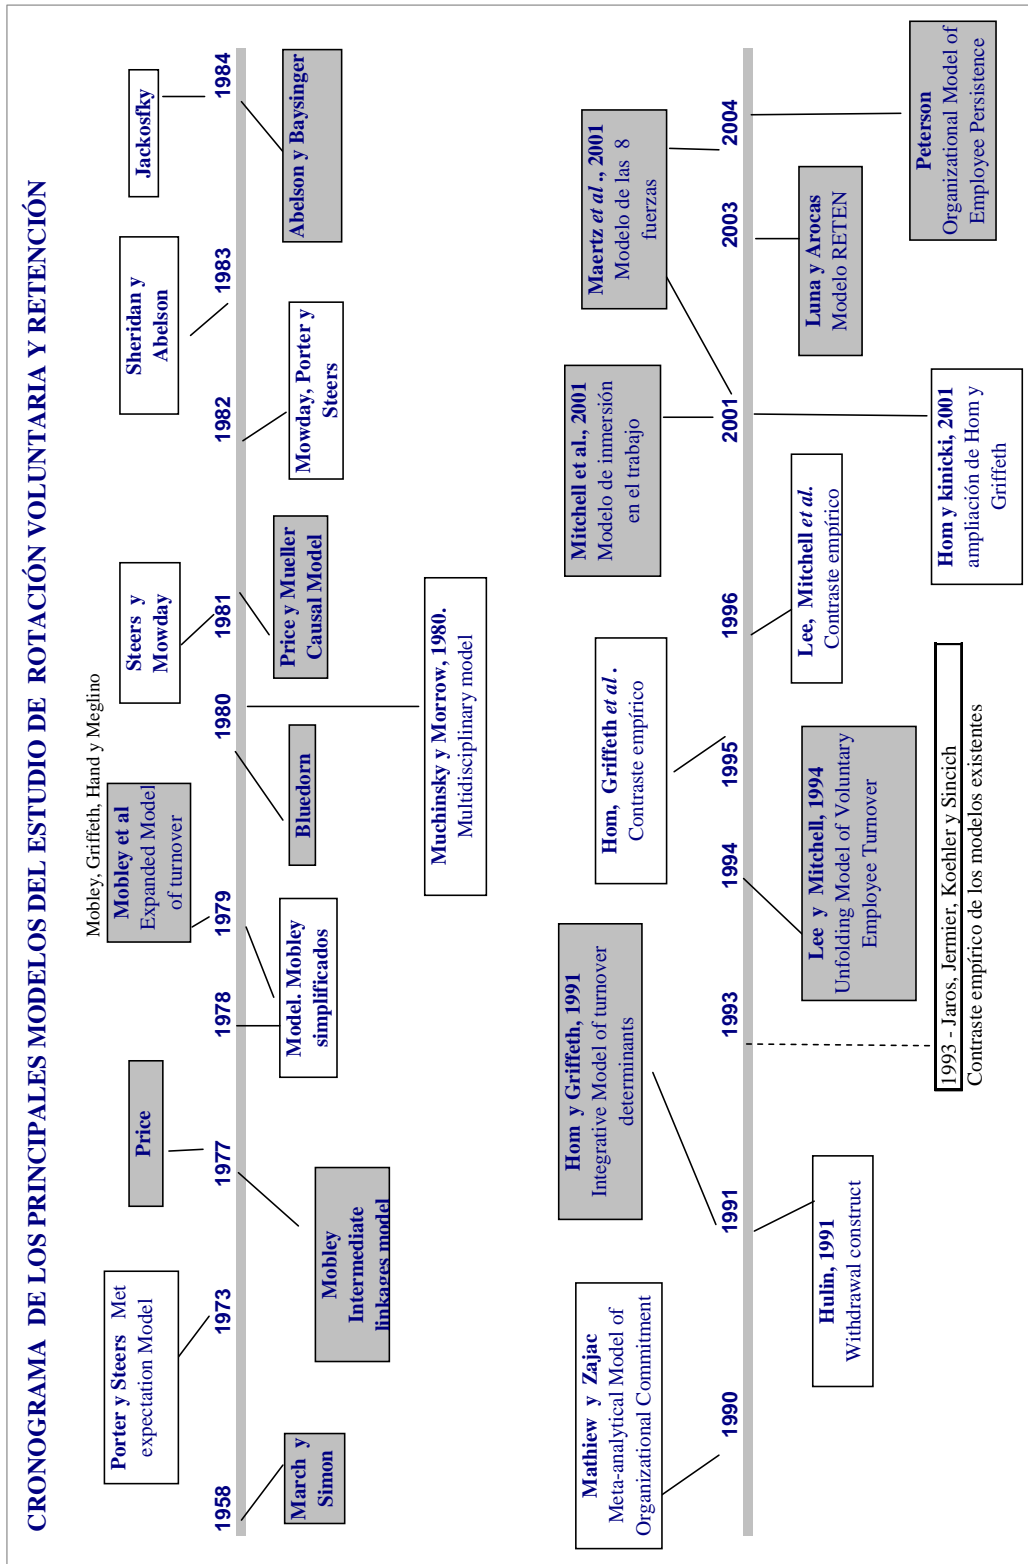 CRONOGRAMA DE LOS PRINCIPALES MODELOS DEL ESTUDIO DE ROTACIÓN VOLUNTARIA Y RETENCIÓN
Mobley, Griffeth, Hand y Meglino
Porter y Steers Met
expectation Model
Price
Mobley et al
Expanded Model
of turnover
Steers y
Mowday
Sheridan y
Abelson
Jackosfky
1958
1973
1977
1978
1979
1980
1981
1982
1983
1984
March y
Simon
Mobley
Intermediate
linkages model
Model. Mobley
simplificados
Bluedorn
Price y Mueller
Causal Model
Mowday, Porter y
Steers
Abelson y Baysinger
Muchinsky y Morrow, 1980.
Multidisciplinary model
Mathiew y Zajac
Meta-analytical Model of
Organizational Commitment
Hom y Griffeth, 1991
Integrative Model of turnover
determinants
Hom, Griffeth et al .
Contraste empírico
Mitchell et al., 2001
Modelo de inmersión
en el trabajo
Maertz et al ., 2001
Modelo de las 8
fuerzas
1990
1991
1993
1994
1995
1996
2001
2003
2004
Hulin, 1991
Withdrawal construct
Lee y Mitchell, 1994
Unfolding Model of Voluntary
Employee Turnover
Lee, Mitchell et al.
Contraste empírico
Luna y Arocas
Modelo RETEN
1993 - Jaros, Jermier, Koehler y Sincich
Contraste empírico de los modelos existentes
Hom y kinicki, 2001
ampliación de Hom y
Griffeth
Peterson
Organizational Model of
Employee Persistence